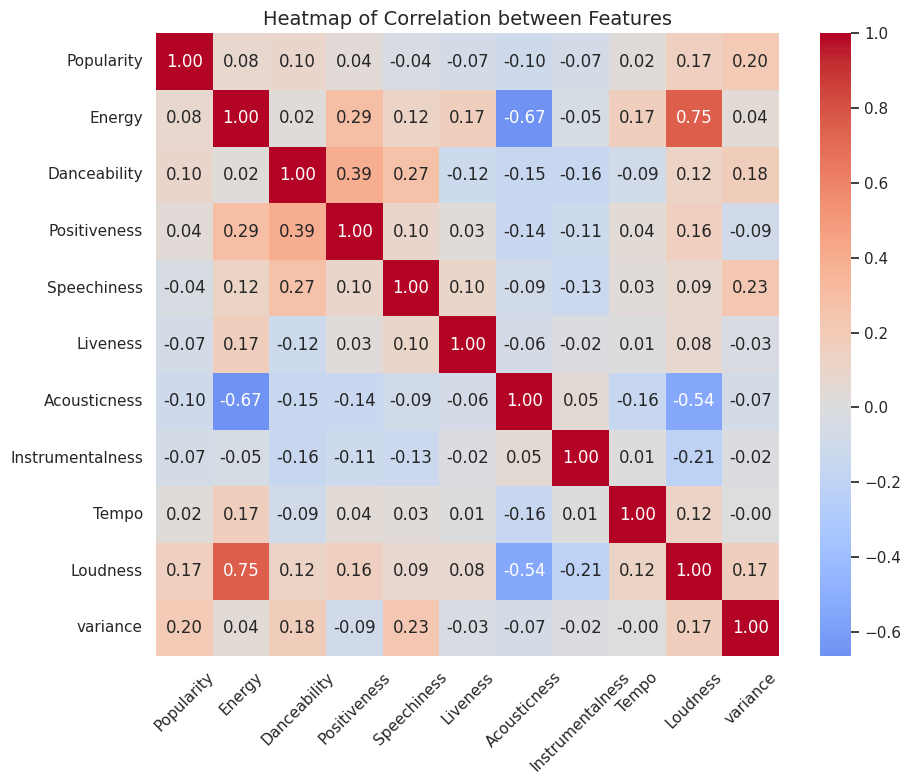 Heatmap of Correlation between Features
Popularity 1.00 0.08 0.10 0.04 -0.04 -0.07 -0.10 -0.07 0.02 0.17 0.20
Energy 0.08 1.00 0.02 0.29 0.12 0.17 -0.67 -0.05 0.17 0.75 0.04
Danceability 0.10 0.02 1.00 0.39 0.27 -0.12 -0.15 -0.16 -0.09 0.12 0.18
Positiveness 0.04 0.29 0.39 1.00 0.10 0.03 -0.14 -0.11 0.04 0.16 -0.09
Speechiness -0.04 0.12 0.27 0.10 1.00 0.10 -0.09 -0.13 0.03 0.09 0.23
Liveness -0.07 0.17 -0.12 0.03 0.10 1.00 -0.06 -0.02 0.01 0.08 -0.03
Acousticness -0.10 -0.67 -0.15 -0.14 -0.09 -0.06 1.00 0.05 -0.16 -0.54 -0.07
Instrumentalness -0.07 -0.05 -0.16 -0.11 -0.13 -0.02 0.05 1.00 0.01 -0.21 -0.02
Tempo 0.02 0.17 -0.09 0.04 0.03 0.01 -0.16 0.01 1.00 0.12 -0.00
Loudness 0.17 0.75 0.12 0.16 0.09 0.08 -0.54 -0.21 0.12 1.00 0.17
variance 0.20 0.04 0.18 -0.09 0.23 -0.03 -0.07 -0.02 -0.00 0.17 1.00
Popularity Energy Danceability Positiveness Speechiness Liveness Acousticness Instrumentalness Tempo Loudness variance
1.0
0.8
0.6
0.4
0.2
0.0
−0.2
−0.4
−0.6